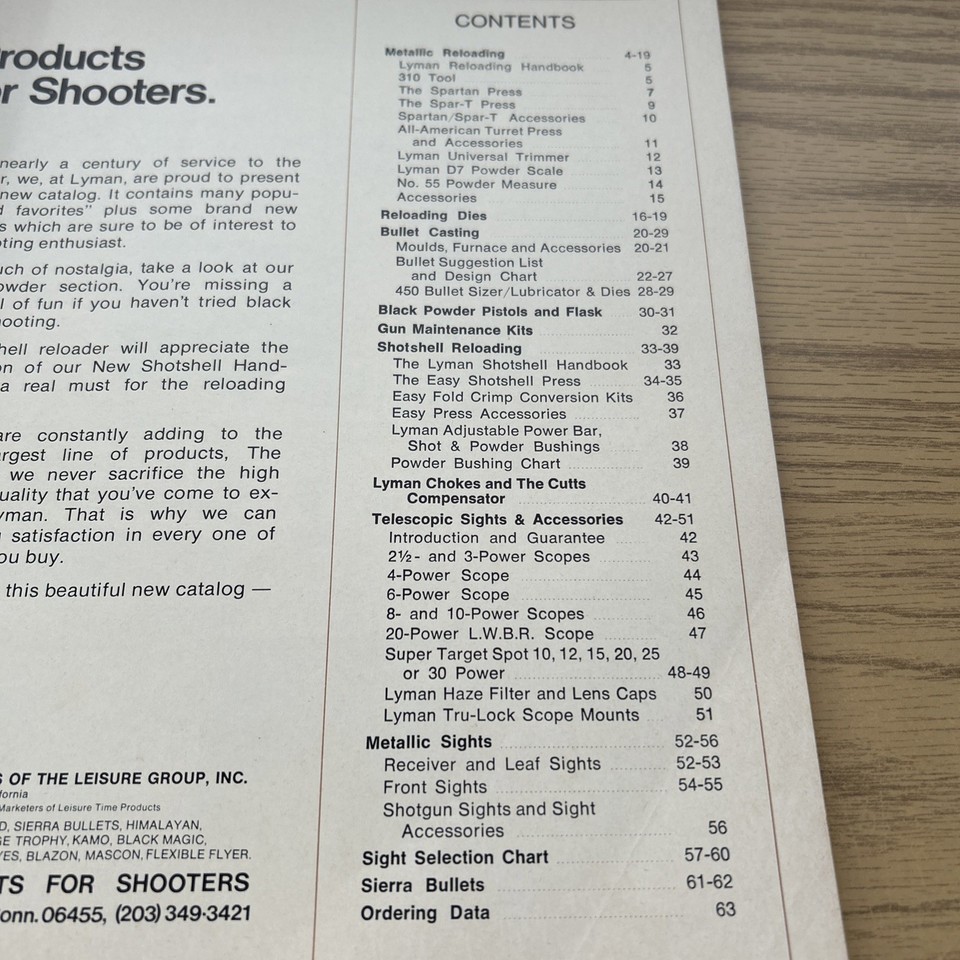 Products
or Shooters.
nearly a century of service to the
we, at Lyman, are proud to present
new catalog. It contains many popu-
favorites" plus some brand new
which are sure to be of interest to
enthusiast.
of nostalgia, take a look at our
section. You're missing a
of fun if you haven't tried black
reloader will appreciate the
of our New Shotshell Hand-
a real must for the reloading
are constantly adding to the
line of products, The
we never sacrifice the high
that you've come to ex-
That is why we can
satisfaction in every one of
you buy.
this beautiful new catalog —
OF THE LEISURE GROUP, INC.
Marketers of Leisure Time Products
SIERRA BULLETS, HIMALAYAN,
TROPHY, KAMO, BLACK MAGIC,
BLAZON, MASCON, FLEXIBLE FLYER.
FOR SHOOTERS
Conn. 06455, (203) 349-3421
CONTENTS
Metallic Reloading 4-19
Lyman Reloading Handbook 5
310 Tool 5
The Spartan Press 7
The Spar-T Press 9
Spartan/Spar-T Accessories 10
All-American Turret Press
and Accessories 11
Lyman Universal Trimmer 12
Lyman D7 Powder Scale 13
No. 55 Powder Measure 14
Accessories 15
Reloading Dies 16-19
Bullet Casting 20-29
Moulds, Furnace and Accessories 20-21
Bullet Suggestion List
and Design Chart 22-27
450 Bullet Sizer/Lubricator & Dies 28-29
Black Powder Pistols and Flask 30-31
Gun Maintenance Kits 32
Shotshell Reloading 33-39
The Lyman Shotshell Handbook 33
The Easy Shotshell Press 34-35
Easy Fold Crimp Conversion Kits 36
Easy Press Accessories 37
Lyman Adjustable Power Bar,
Shot & Powder Bushings 38
Powder Bushing Chart 39
Lyman Chokes and The Cutts
Compensator 40-41
Telescopic Sights & Accessories 42-51
Introduction and Guarantee 42
2½- and 3-Power Scopes 43
4-Power Scope 44
6-Power Scope 45
8- and 10-Power Scopes 46
20-Power L.W.B.R. Scope 47
Super Target Spot 10, 12, 15, 20, 25
or 30 Power 48-49
Lyman Haze Filter and Lens Caps 50
Lyman Tru-Lock Scope Mounts 51
Metallic Sights 52-56
Receiver and Leaf Sights 52-53
Front Sights 54-55
Shotgun Sights and Sight
Accessories 56
Sight Selection Chart 57-60
Sierra Bullets 61-62
Ordering Data 63